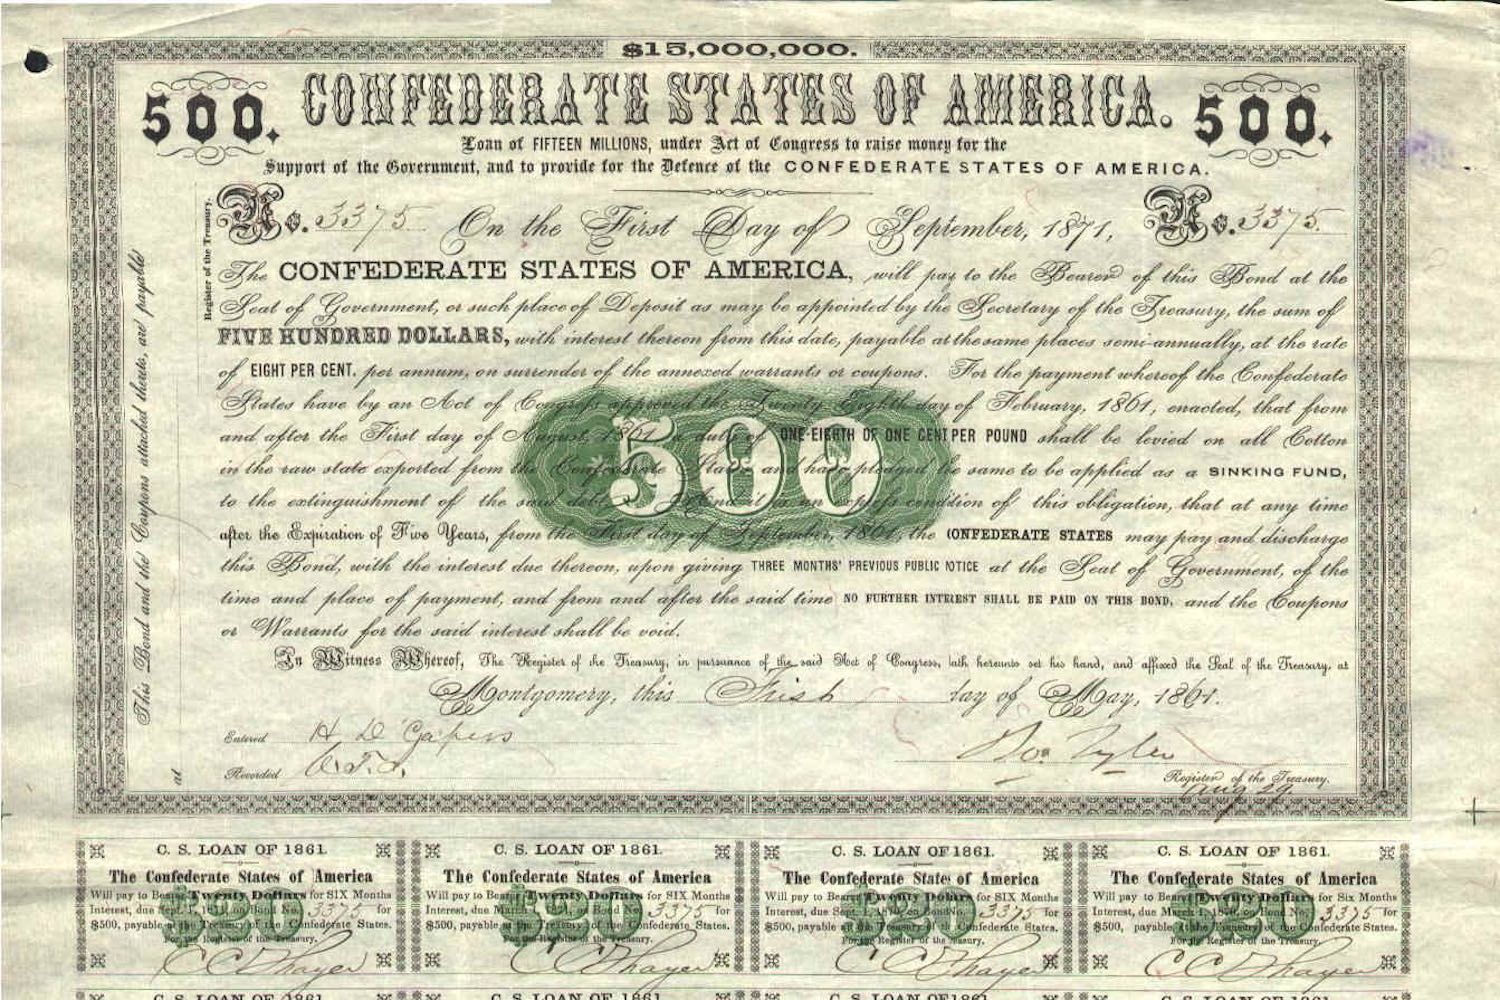 $15,000,000.
500. CONFEDERATE STATES OF AMERICA. 500.
Loan of FIFTEEN MILLIONS, under Act of Congress to raise money for the
Support of the Government, and to provide for the Defence of the CONFEDERATE STATES OF AMERICA.
Register of the Treasury.
No. 3375 On the First Day of September, 1871, No. 3375.
The CONFEDERATE STATES OF AMERICA, will pay to the Bearer of this Bond at the
Seat of Government, or such place of Deposit as may be appointed by the Secretary of the Treasury, the sum of
FIVE HUNDRED DOLLARS, with interest thereon from this date, payable at the same places semi-annually, at the rate
of EIGHT PER CENT. per annum, on surrender of the annexed warrants or coupons. For the payment whereof the Confederate
States have by an Act of Congress approved the Twenty Eighth day of February, 1861, enacted, that from
and after the First day of August, 1861 a duty of ONE-EIGHTH OF ONE CENT PER POUND shall be levied on all Cotton
in the raw state exported from the Confederate States and have pledged the same to be applied as a SINKING FUND,
to the extinguishment of the said debt And it is an express condition of this obligation, that at any time
after the Expiration of Five Years, from the First day of September, 1861, the CONFEDERATE STATES may pay and discharge
this Bond, with the interest due thereon, upon giving THREE MONTHS' PREVIOUS PUBLIC NOTICE at the Seat of Government, of the
time and place of payment, and from and after the said time NO FURTHER INTEREST SHALL BE PAID ON THIS BOND, and the Coupons
or Warrants for the said interest shall be void.
500
In Witness Whereof, The Register of the Treasury, in pursuance of the said Act of Congress, hath hereunto set his hand, and affixed the Seal of the Treasury, at
Montgomery, this First day of May, 1861.
Entered H D Capers
Recorded
Ro. Tyler
Register of the Treasury.
Aug 29.
This Bond and the Coupons attached thereto, are payable
at
C. S. LOAN OF 1861.
The Confederate States of America
Will pay to Bearer Twenty Dollars for SIX Months
Interest, due Sept. 1, on Bond No. 3375 for
$500, payable at the Treasury of the Confederate States.
For the Register of the Treasury,
$20
C C Thayer
C. S. LOAN OF 1861.
The Confederate States of America
Will pay to Bearer Twenty Dollars for SIX Months
Interest, due March 1, on Bond No. 3375 for
$500, payable at the Treasury of the Confederate States.
For the Register of the Treasury.
$20
C C Thayer
C. S. LOAN OF 1861.
The Confederate States of America
Will pay to Bearer Twenty Dollars for SIX Months
Interest, due Sept. 1, 1870, on Bond No. 3375 for
$500, payable at the Treasury of the Confederate States.
For the Register of the Treasury.
$20
C C Thayer
C. S. LOAN OF 1861.
The Confederate States of America
Will pay to Bearer Twenty Dollars for SIX Months
Interest, due March 1, 1870, on Bond No. 3375 for
$500, payable at the Treasury of the Confederate States.
For the Register of the Treasury.
$20
C C Thayer
C. S. LOAN OF 1861.
C. S. LOAN OF 1861.
C. S. LOAN OF 1861.
C. S. LOAN OF 1861.